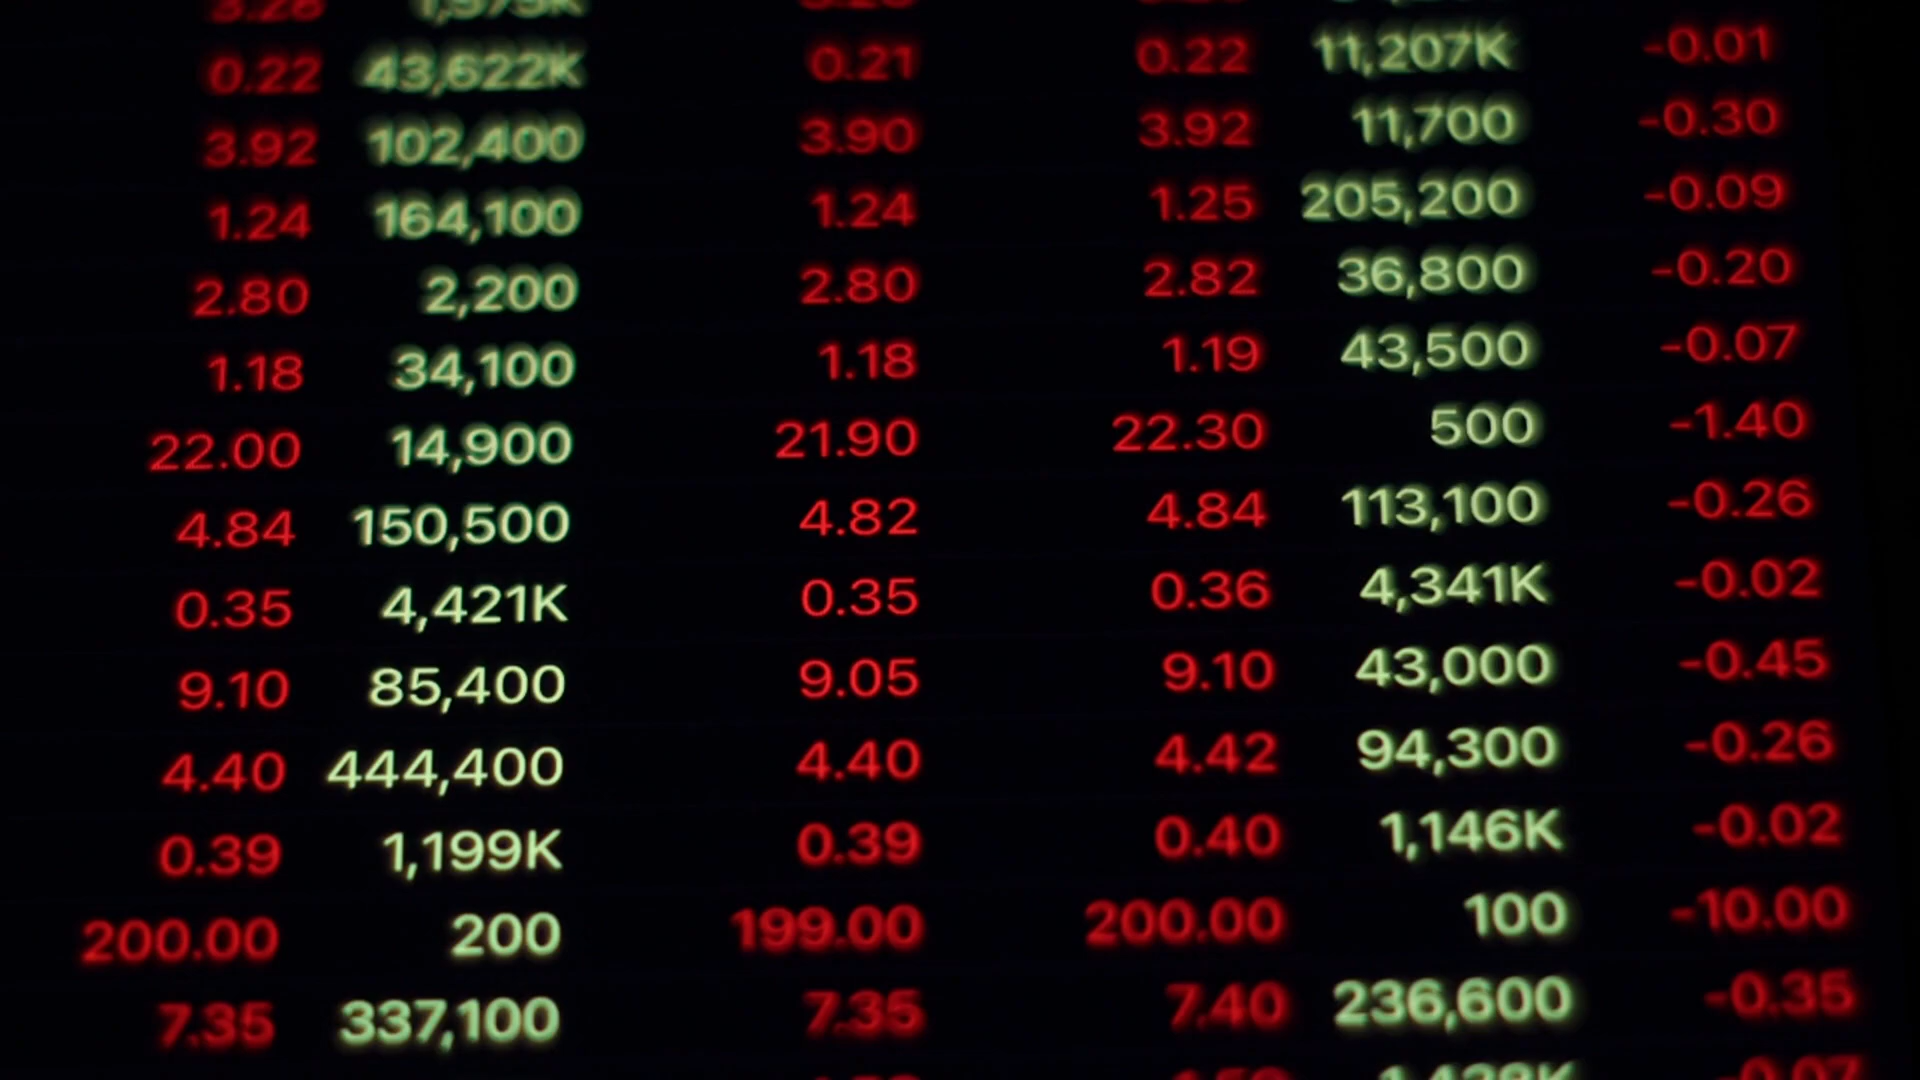 3.28 1,575K
0.22 43,622K 0.21 0.22 11,207K -0.01
3.92 102,400 3.90 3.92 11,700 -0.30
1.24 164,100 1.24 1.25 205,200 -0.09
2.80 2,200 2.80 2.82 36,800 -0.20
1.18 34,100 1.18 1.19 43,500 -0.07
22.00 14,900 21.90 22.30 500 -1.40
4.84 150,500 4.82 4.84 113,100 -0.26
0.35 4,421K 0.35 0.36 4,341K -0.02
9.10 85,400 9.05 9.10 43,000 -0.45
4.40 444,400 4.40 4.42 94,300 -0.26
0.39 1,199K 0.39 0.40 1,146K -0.02
200.00 200 199.00 200.00 100 -10.00
7.35 337,100 7.35 7.40 236,600 -0.35
-0.07